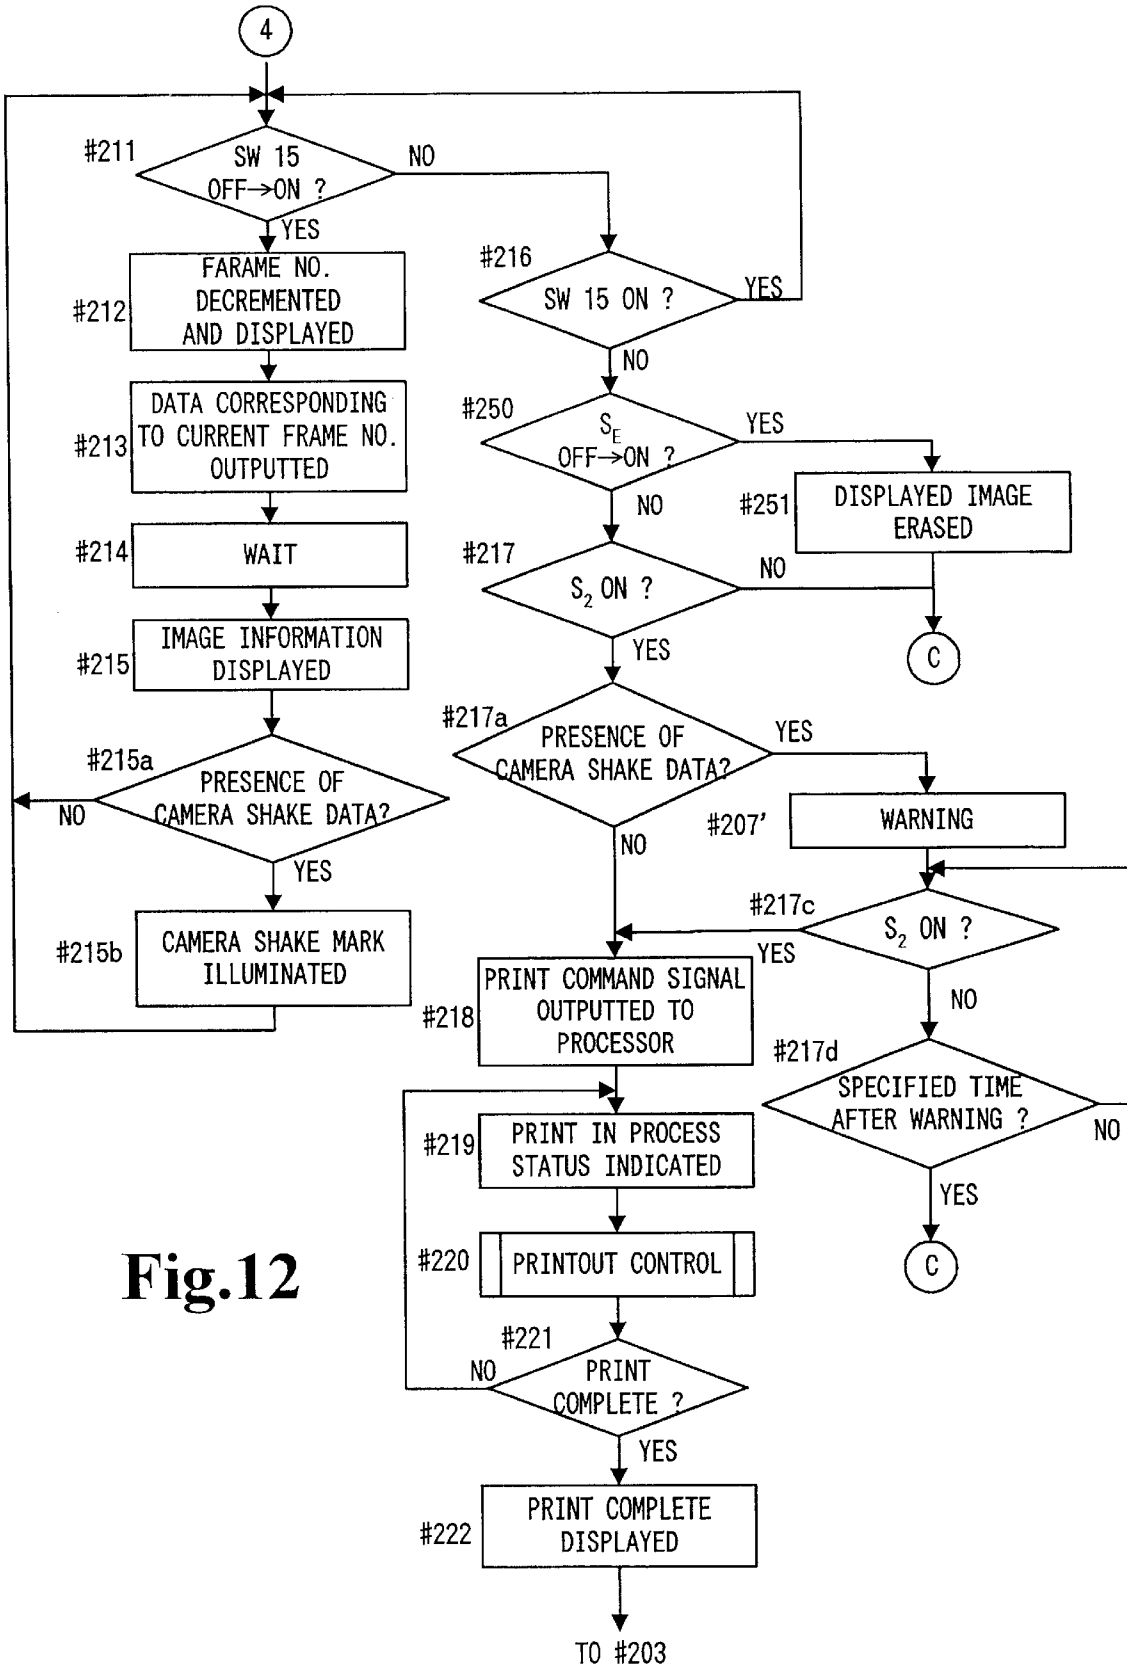 4
#211
SW 15
OFF→ON ?
NO
YES
#212
FARAME NO.
DECREMENTED
AND DISPLAYED
#213
DATA CORRESPONDING
TO CURRENT FRAME NO.
OUTPUTTED
#214
WAIT
#215
IMAGE INFORMATION
DISPLAYED
#215a
PRESENCE OF
CAMERA SHAKE DATA?
NO
YES
#215b
CAMERA SHAKE MARK
ILLUMINATED
#216
SW 15 ON ?
YES
NO
#250
SE
OFF→ON ?
YES
NO
#251
DISPLAYED IMAGE
ERASED
#217
S2 ON ?
NO
YES
C
#217a
PRESENCE OF
CAMERA SHAKE DATA?
YES
NO
#207'
WARNING
#217c
S2 ON ?
YES
NO
#217d
SPECIFIED TIME
AFTER WARNING ?
NO
YES
C
#218
PRINT COMMAND SIGNAL
OUTPUTTED TO
PROCESSOR
#219
PRINT IN PROCESS
STATUS INDICATED
#220
PRINTOUT CONTROL
#221
PRINT
COMPLETE ?
NO
YES
#222
PRINT COMPLETE
DISPLAYED
TO #203
Fig.12